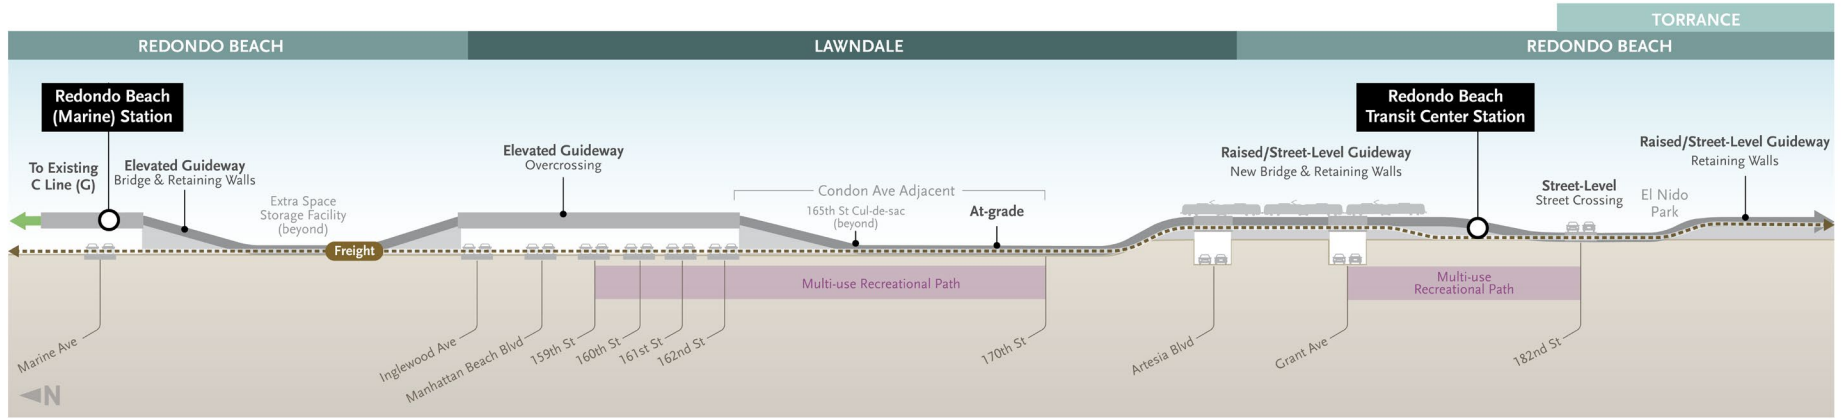 TORRANCE
REDONDO BEACH
LAWNDALE
REDONDO BEACH
Redondo Beach
(Marine) Station
Redondo Beach
Transit Center Station
To Existing
C Line (G)
Elevated Guideway
Bridge & Retaining Walls
Extra Space
Storage Facility
(beyond)
Freight
Elevated Guideway
Overcrossing
Condon Ave Adjacent
165th St Cul-de-sac
(beyond)
At-grade
Raised/Street-Level Guideway
New Bridge & Retaining Walls
Street-Level
Street Crossing
El Nido
Park
Raised/Street-Level Guideway
Retaining Walls
Multi-use Recreational Path
Multi-use
Recreational Path
Marine Ave
Inglewood Ave
Manhattan Beach Blvd
159th St
160th St
161st St
162nd St
170th St
Artesia Blvd
Grant Ave
182nd St
N